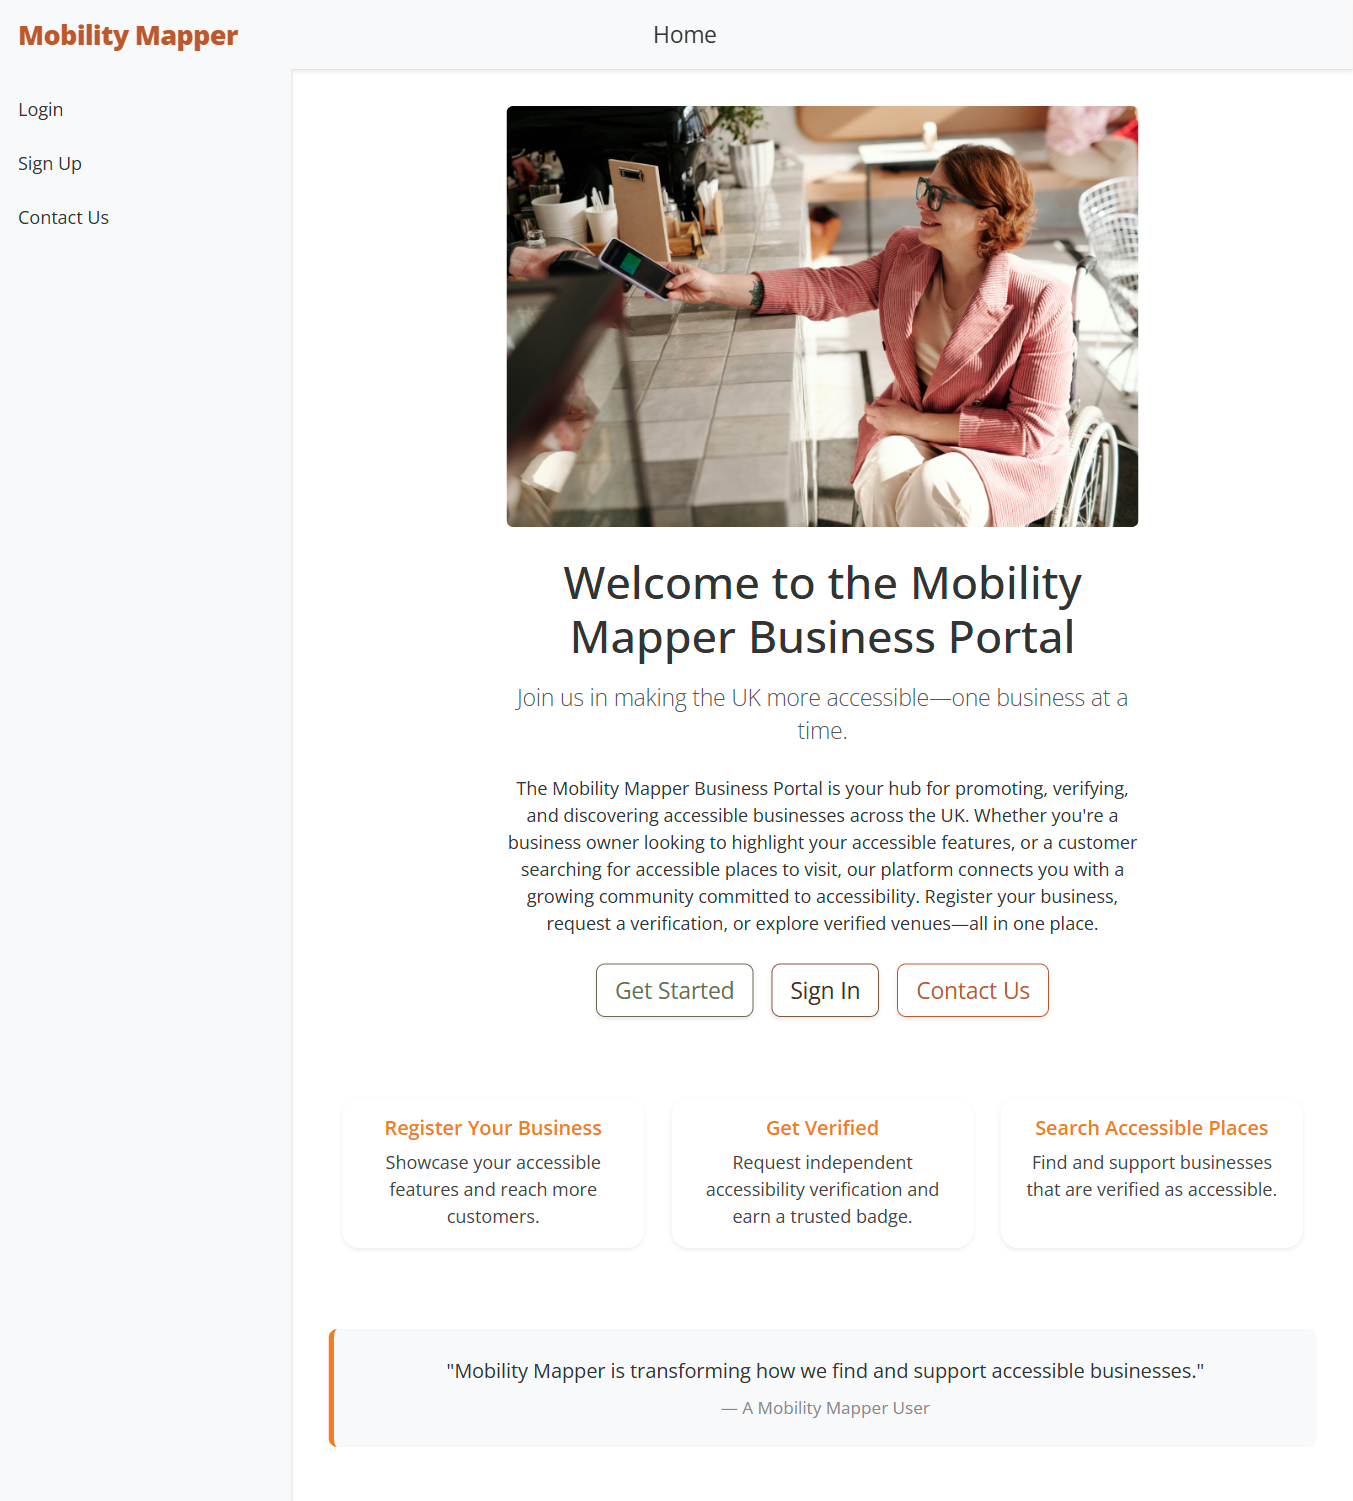 Mobility Mapper
Home
Login
Sign Up
Contact Us
Welcome to the Mobility
Mapper Business Portal
Join us in making the UK more accessible—one business at a
time.
The Mobility Mapper Business Portal is your hub for promoting, verifying,
and discovering accessible businesses across the UK. Whether you're a
business owner looking to highlight your accessible features, or a customer
searching for accessible places to visit, our platform connects you with a
growing community committed to accessibility. Register your business,
request a verification, or explore verified venues—all in one place.
Get Started
Sign In
Contact Us
Register Your Business
Showcase your accessible
features and reach more
customers.
Get Verified
Request independent
accessibility verification and
earn a trusted badge.
Search Accessible Places
Find and support businesses
that are verified as accessible.
"Mobility Mapper is transforming how we find and support accessible businesses."
— A Mobility Mapper User